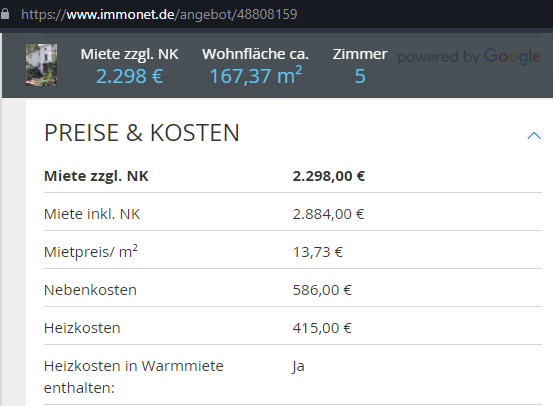 https://www.immonet.de/angebot/48808159
Miete zzgl. NK Wohnfläche ca. Zimmer powered by Google
2.298 € 167,37 m² 5
PREISE & KOSTEN
Miete zzgl. NK 2.298,00 €
Miete inkl. NK 2.884,00 €
Mietpreis/ m² 13,73 €
Nebenkosten 586,00 €
Heizkosten 415,00 €
Heizkosten in Warmmiete Ja
enthalten: